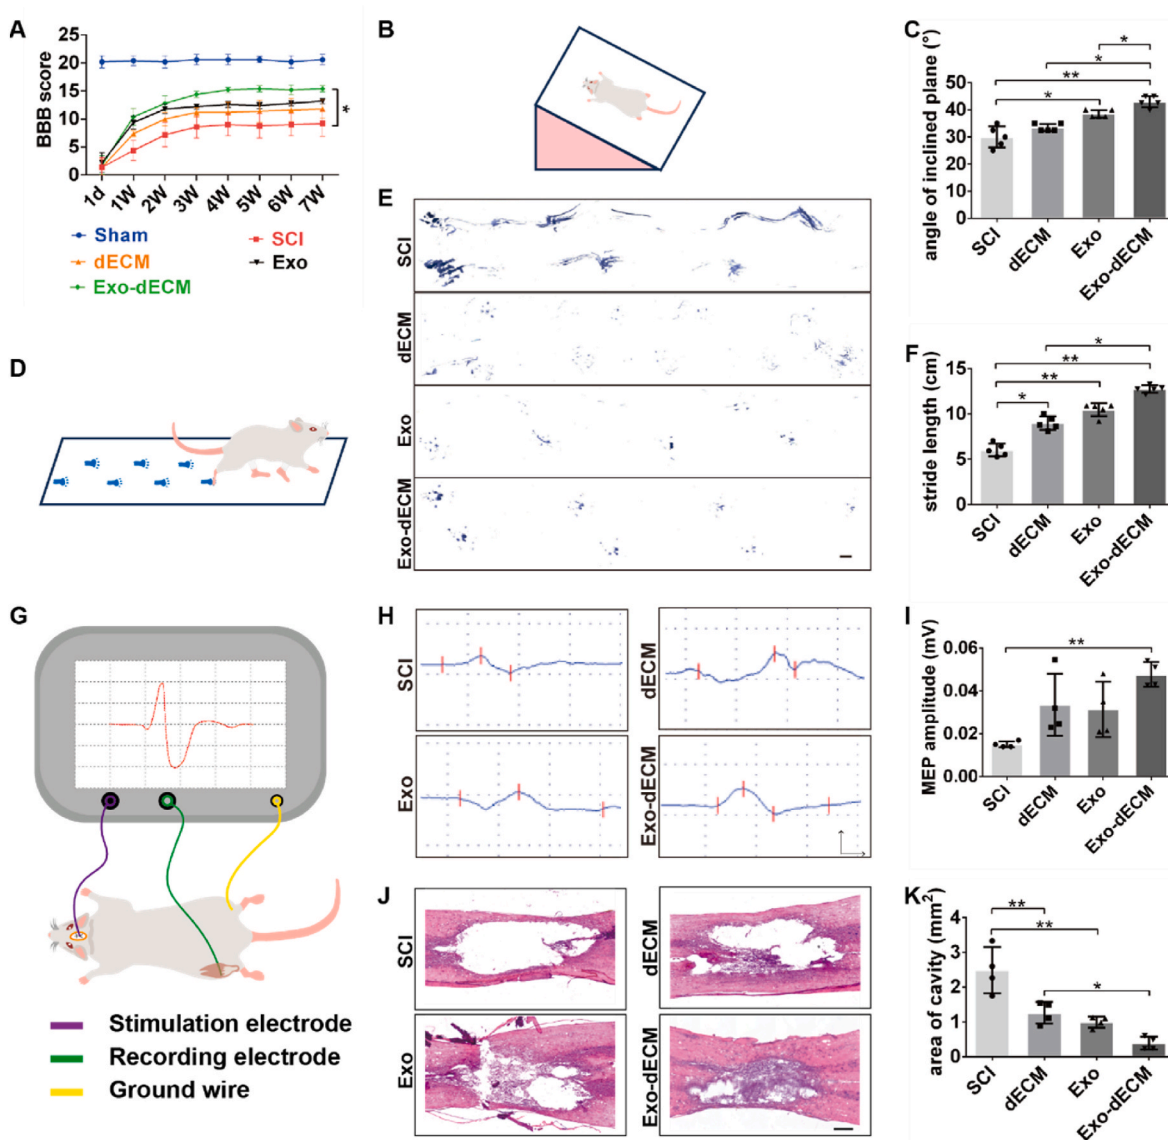 A
BBB score
25
20
15
10
5
0
1d
1W
2W
3W
4W
5W
6W
7W
*
Sham
SCI
dECM
Exo
Exo-dECM
B
C
angle of inclined plane (°)
50
40
30
20
10
0
*
*
**
*
SCI
dECM
Exo
Exo-dECM
D
E
SCI
dECM
Exo
Exo-dECM
F
stride length (cm)
15
10
5
0
*
**
**
*
SCI
dECM
Exo
Exo-dECM
G
Stimulation electrode
Recording electrode
Ground wire
H
SCI
dECM
Exo
Exo-dECM
I
MEP amplitude (mV)
0.06
0.04
0.02
0.00
**
SCI
dECM
Exo
Exo-dECM
J
SCI
dECM
Exo
Exo-dECM
K
area of cavity (mm²)
4
3
2
1
0
**
**
*
SCI
dECM
Exo
Exo-dECM